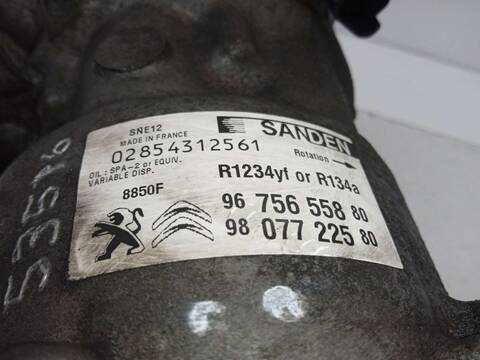 SNE12
MADE IN FRANCE
SANDEN
02854312561
Rotation
OIL: SPA-2 or EQUIV.
VARIABLE DISP.
R1234yf or R134a
8850F
96 756 558 80
98 077 225 80